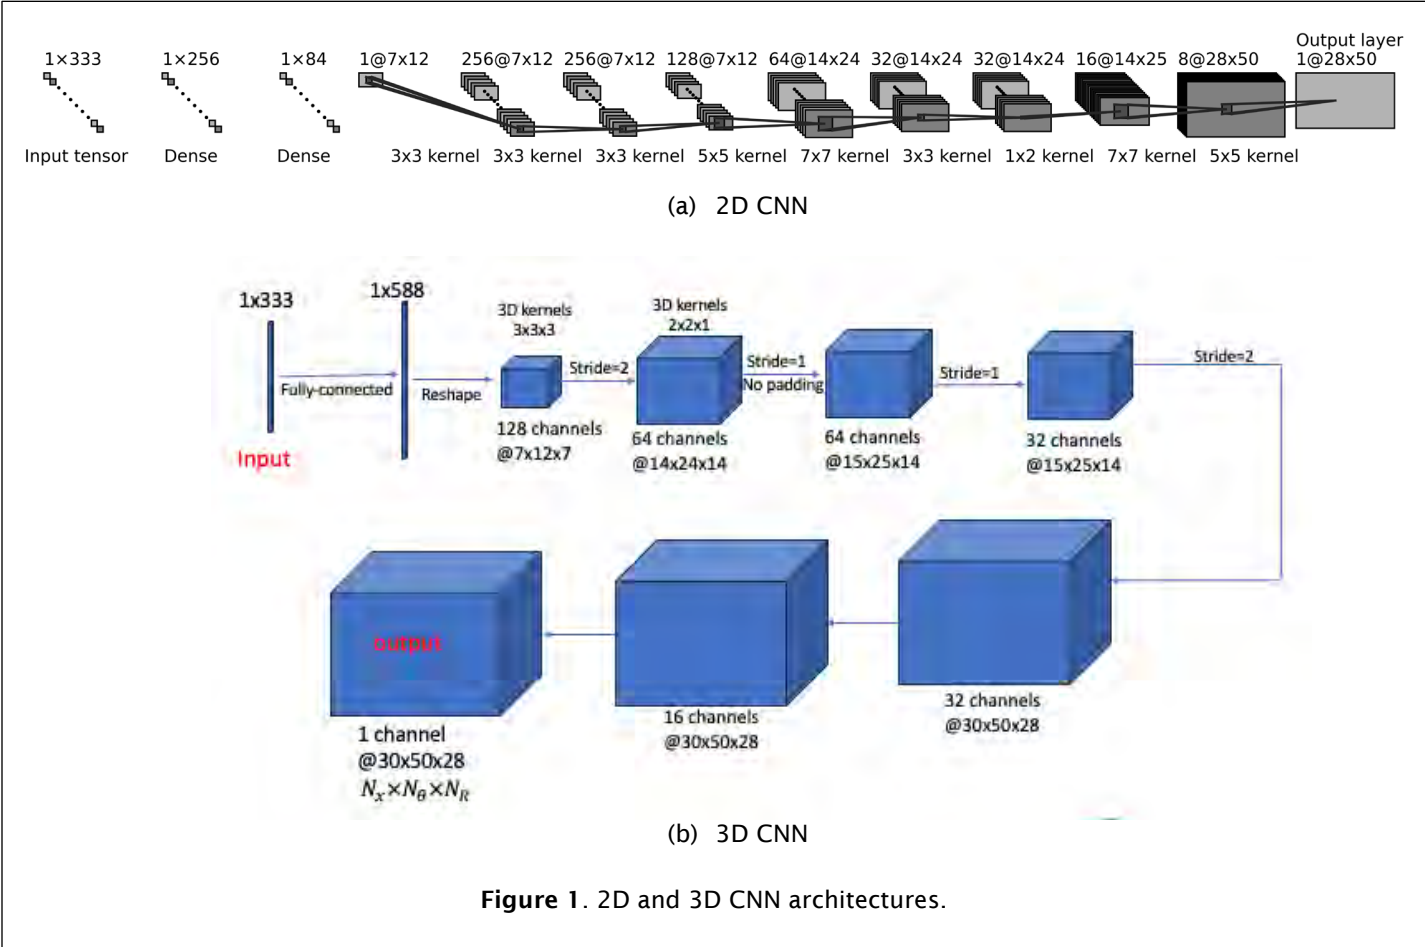 Output layer
1×333 1×256 1×84 1@7x12 256@7x12 256@7x12 128@7x12 64@14x24 32@14x24 32@14x24 16@14x25 8@28x50 1@28x50
Input tensor Dense Dense 3x3 kernel 3x3 kernel 3x3 kernel 5x5 kernel 7x7 kernel 3x3 kernel 1x2 kernel 7x7 kernel 5x5 kernel
(a) 2D CNN
1x333
1x588
3D kernels
3x3x3
3D kernels
2x2x1
Fully-connected
Reshape
Stride=2
Stride=1
No padding
Stride=1
Stride=2
Input
128 channels
@7x12x7
64 channels
@14x24x14
64 channels
@15x25x14
32 channels
@15x25x14
output
1 channel
@30x50x28
Nx×Nθ×NR
16 channels
@30x50x28
32 channels
@30x50x28
(b) 3D CNN
Figure 1. 2D and 3D CNN architectures.